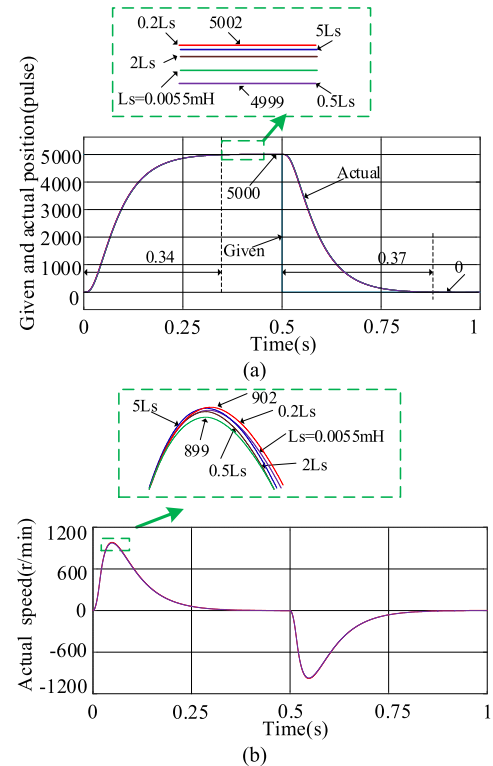 0.2Ls 5002 5Ls
2Ls
Ls=0.0055mH 4999 0.5Ls
Given and actual position(pulse)
5000
4000
3000
2000
1000
0
5000
Actual
Given
0.34
0.37
0
0 0.25 0.5 0.75 1
Time(s)
(a)
902
5Ls
0.2Ls
Ls=0.0055mH
899
0.5Ls
2Ls
Actual speed(r/min)
1200
600
0
-600
-1200
0 0.25 0.5 0.75 1
Time(s)
(b)